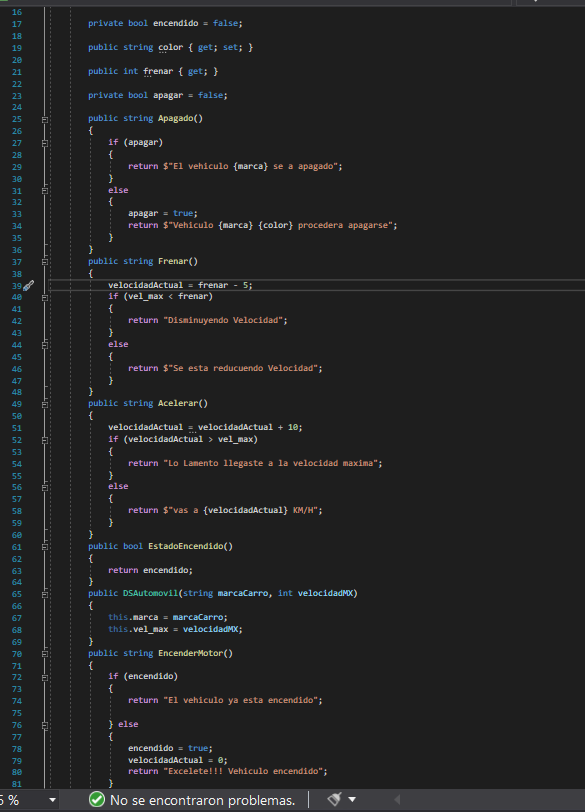 16
17 private bool encendido = false;
18
19 public string color { get; set; }
20
21 public int frenar { get; }
22
23 private bool apagar = false;
24
25 public string Apagado()
26 {
27 if (apagar)
28 {
29 return $"El vehiculo {marca} se a apagado";
30 }
31 else
32 {
33 apagar = true;
34 return $"Vehiculo {marca} {color} procedera apagarse";
35 }
36 }
37 public string Frenar()
38 {
39 velocidadActual = frenar - 5;
40 if (vel_max < frenar)
41 {
42 return "Disminuyendo Velocidad";
43 }
44 else
45 {
46 return $"Se esta reducuendo Velocidad";
47 }
48 }
49 public string Acelerar()
50 {
51 velocidadActual = velocidadActual + 10;
52 if (velocidadActual > vel_max)
53 {
54 return "Lo Lamento llegaste a la velocidad maxima";
55 }
56 else
57 {
58 return $"vas a {velocidadActual} KM/H";
59 }
60 }
61 public bool EstadoEncendido()
62 {
63 return encendido;
64 }
65 public DSAutomovil(string marcaCarro, int velocidadMX)
66 {
67 this.marca = marcaCarro;
68 this.vel_max = velocidadMX;
69 }
70 public string EncenderMotor()
71 {
72 if (encendido)
73 {
74 return "El vehiculo ya esta encendido";
75
76 } else
77 {
78 encendido = true;
79 velocidadActual = 0;
80 return "Excelete!!! Vehiculo encendido";
81 }
% No se encontraron problemas.